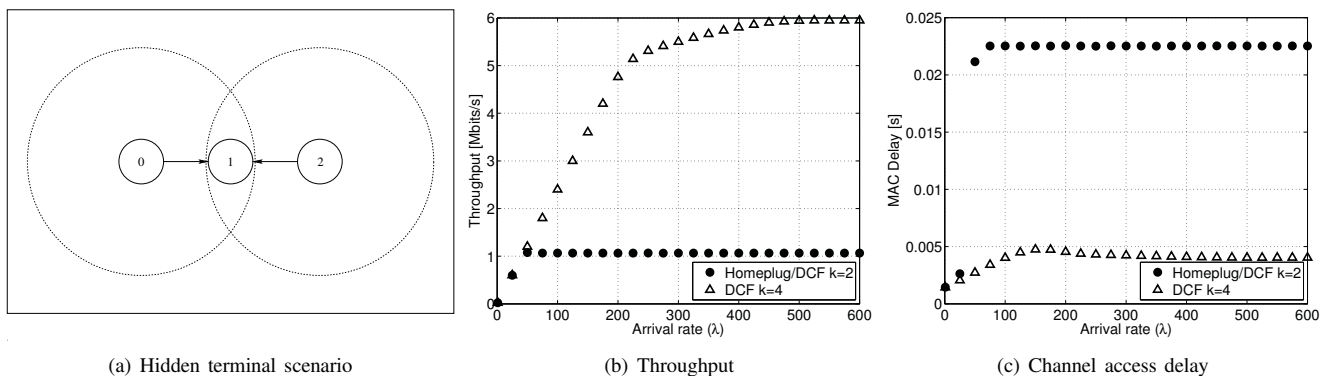 0
1
2
(a) Hidden terminal scenario
6
5
4
3
2
1
0
Throughput [Mbits/s]
Homeplug/DCF k=2
DCF k=4
0 100 200 300 400 500 600
Arrival rate (λ)
(b) Throughput
0.025
0.02
0.015
0.01
0.005
0
MAC Delay [s]
Homeplug/DCF k=2
DCF k=4
0 100 200 300 400 500 600
Arrival rate (λ)
(c) Channel access delay